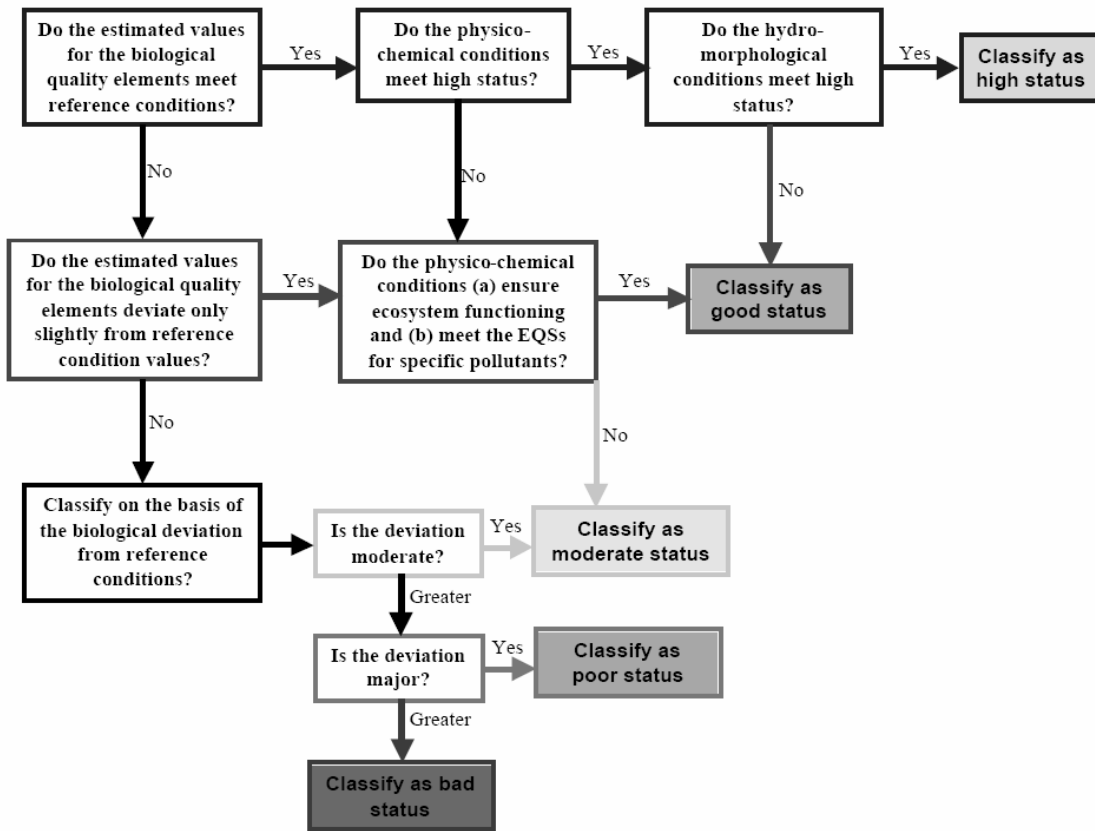 Do the estimated values
for the biological
quality elements meet
reference conditions?
Yes
Do the physico-
chemical conditions
meet high status?
Yes
Do the hydro-
morphological
conditions meet high
status?
Yes
Classify as
high status
No
No
No
Do the estimated values
for the biological quality
elements deviate only
slightly from reference
condition values?
Yes
Do the physico-chemical
conditions (a) ensure
ecosystem functioning
and (b) meet the EQSs
for specific pollutants?
Yes
Classify as
good status
No
No
Classify on the basis of
the biological deviation
from reference
conditions?
Is the deviation
moderate?
Yes
Classify as
moderate status
Greater
Is the deviation
major?
Yes
Classify as
poor status
Greater
Classify as bad
status